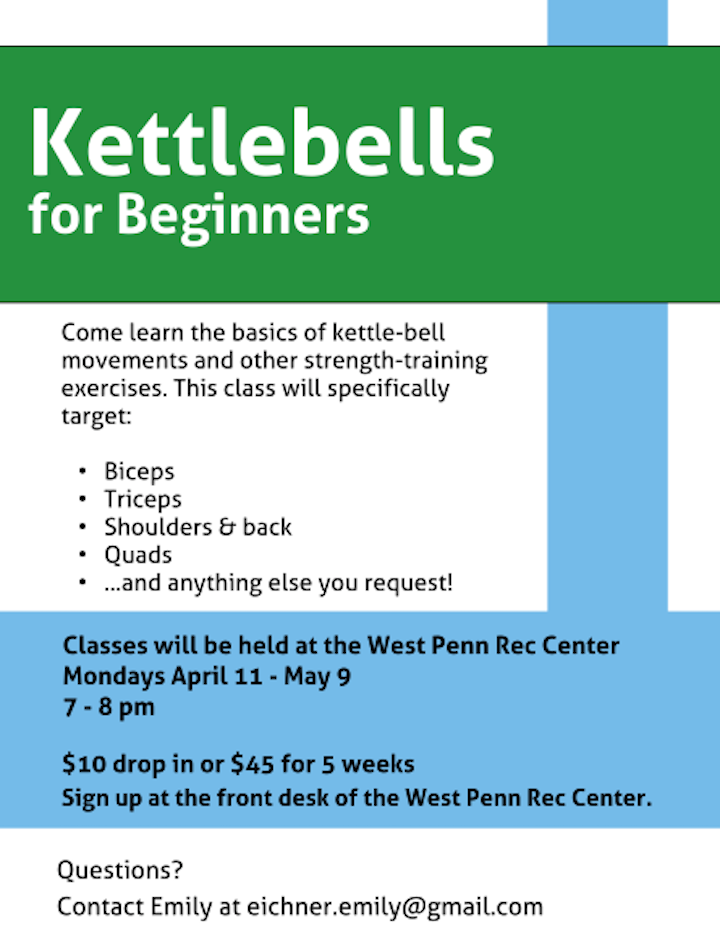 Kettlebells
for Beginners
Come learn the basics of kettle-bell
movements and other strength-training
exercises. This class will specifically
target:
• Biceps
• Triceps
• Shoulders & back
• Quads
• ...and anything else you request!
Classes will be held at the West Penn Rec Center
Mondays April 11 - May 9
7 - 8 pm
$10 drop in or $45 for 5 weeks
Sign up at the front desk of the West Penn Rec Center.
Questions?
Contact Emily at eichner.emily@gmail.com